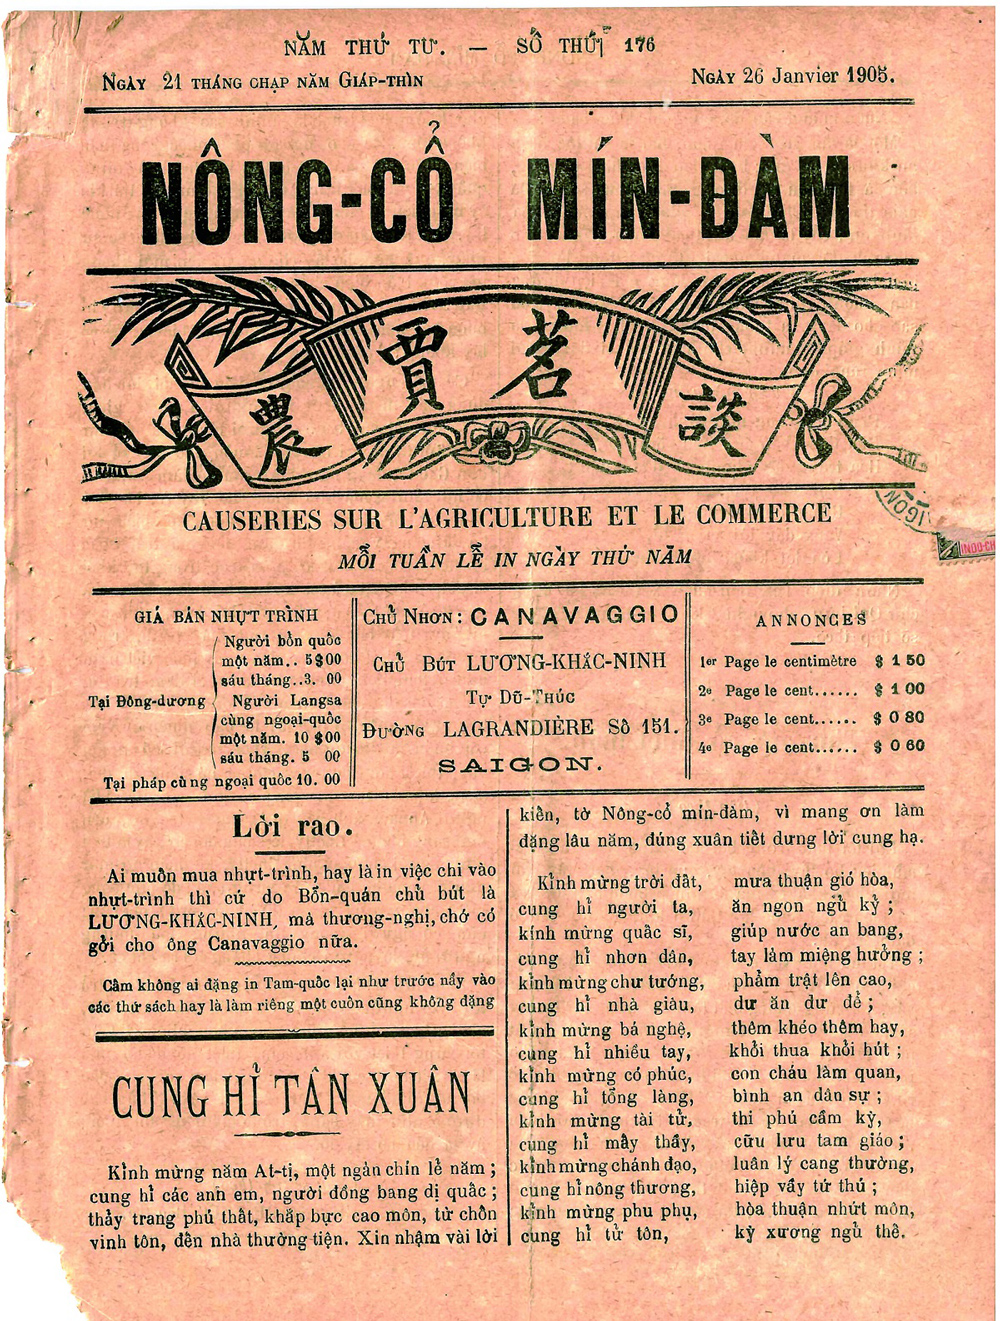 NĂM THỨ TƯ. — SỐ THỨ 176
NGÀY 21 THÁNG CHẠP NĂM GIÁP-THÌN
NGÀY 26 Janvier 1905.
NÔNG-CỔ MÍN-ĐÀM
農 賈 茗 談
CAUSERIES SUR L'AGRICULTURE ET LE COMMERCE
MỖI TUẦN LỄ IN NGÀY THỨ NĂM
GIÁ BÁN NHỰT TRÌNH
Tại Đông-dương
Người bổn quốc
một năm.. 5$00
sáu tháng..3. 00
Người Langsa
cùng ngoại-quốc
một năm. 10 $00
sáu tháng. 5 00
Tại pháp cùng ngoại quốc 10. 00
CHỦ NHƠN: CANAVAGGIO
CHỦ BÚT LƯƠNG-KHẮC-NINH
TỰ DŨ-THÚC
ĐƯỜNG LAGRANDIÈRE Số 151.
SAIGON.
ANNONCES
1er Page le centimètre $ 1 50
2e Page le cent...... $ 1 00
3e Page le cent...... $ 0 80
4e Page le cent...... $ 0 60
IGON
INDO-CH
Lời rao.
Ai muốn mua nhựt-trình, hay là in việc chi vào
nhựt-trình thì cứ do Bổn-quán chủ bút là
LƯƠNG-KHẮC-NINH, mà thương-nghị, chớ có
gởi cho ông Canavaggio nữa.
Cấm không ai đặng in Tam-quốc lại như trước nầy vào
các thứ sách hay là làm riêng một cuôn cũng không đặng
CUNG HỈ TÂN XUÂN
Kỉnh mừng năm At-tị, một ngàn chín lẻ năm ;
cung hỉ các anh em, người đồng bang dị quấc ;
thảy trang phú thất, khắp bực cao môn, từ chốn
vinh tôn, đến nhà thường tiện. Xin nhậm vài lời
kiển, tờ Nông-cổ mín-đàm, vì mang ơn làm
đặng lâu năm, đúng xuân tiết dưng lời cung hạ.
Kỉnh mừng trời đất, mưa thuận gió hòa,
cung hỉ người ta, ăn ngon ngủ kỷ ;
kính mừng quấc sĩ, giúp nước an bang,
cung hỉ nhơn dân, tay làm miệng hưởng ;
kỉnh mừng chư tướng, phẩm trật lên cao,
cung hỉ nhà giàu, dư ăn dư để ;
kỉnh mừng bá nghệ, thêm khéo thêm hay,
cung hỉ nhiều tay, khỏi thua khỏi hút ;
kỉnh mừng có phúc, con cháu làm quan,
cung hỉ tổng làng, bình an dân sự ;
kỉnh mừng tài tử, thi phú cầm kỳ,
cung hỉ mấy thầy, cữu lưu tam giáo ;
kỉnh mừng chánh đạo, luân lý cang thường,
cung hỉ nông thương, hiệp vầy tứ thú ;
kỉnh mừng phu phụ, hòa thuận nhứt môn,
cung hỉ tử tôn, kỳ xương ngủ thế.